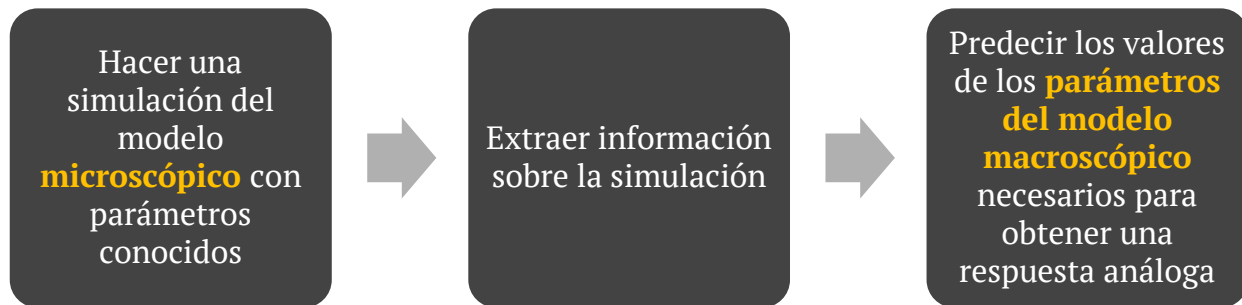 Hacer una
simulación del
modelo
microscópico con
parámetros
conocidos
Extraer información
sobre la simulación
Predecir los valores
de los parámetros
del modelo
macroscópico
necesarios para
obtener una
respuesta análoga